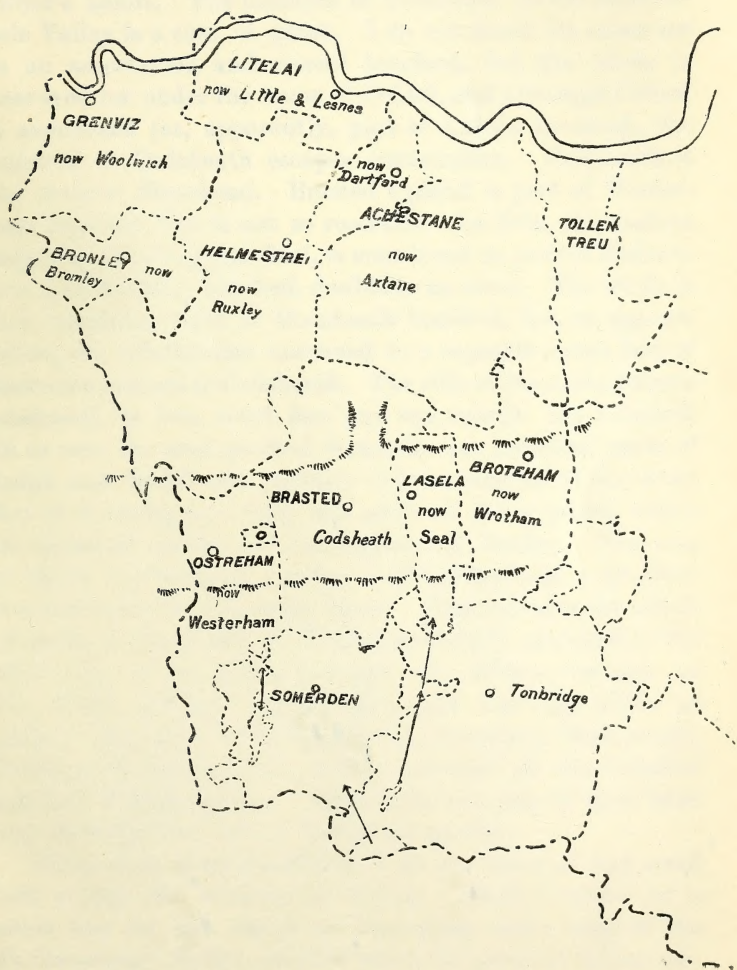 LITELAI
now Little & Lesnes
GRENVIZ
now Woolwich
now
Dartford
ACHESTANE
now
Axtane
TOLLEN
TREU
BRONLEY now
Bromley
HELMESTREI
now
Ruxley
BROTEHAM
now
Wrotham
LASELA
now
Seal
BRASTED
Codsheath
OSTREHAM
now
Westerham
SOMERDEN
Tonbridge